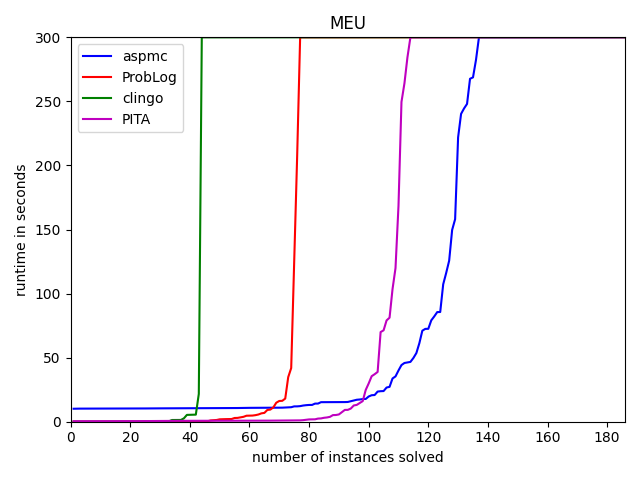 MEU
runtime in seconds
300
250
200
150
100
50
0
aspmc
ProbLog
clingo
PITA
0 20 40 60 80 100 120 140 160 180
number of instances solved